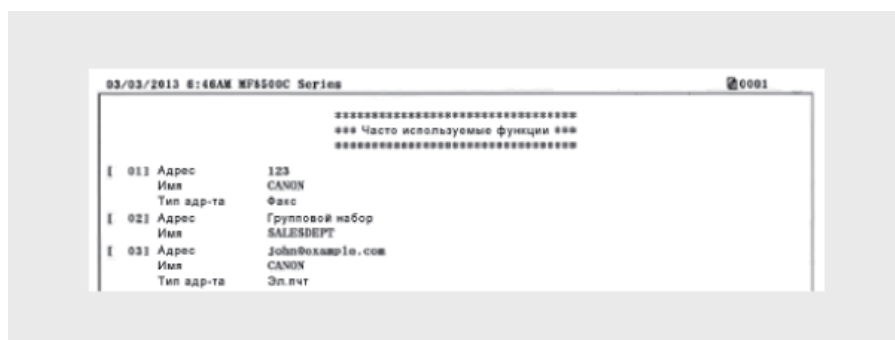 03/03/2013 6:46AM MF8500C Series 0001
*********************************
*** Часто используемые функции ***
*********************************
[ 01] Адрес 123
Имя CANON
Тип адр-та Факс
[ 02] Адрес Групповой набор
Имя SALESDEPT
[ 03] Адрес john@example.com
Имя CANON
Тип адр-та Эл.пчт